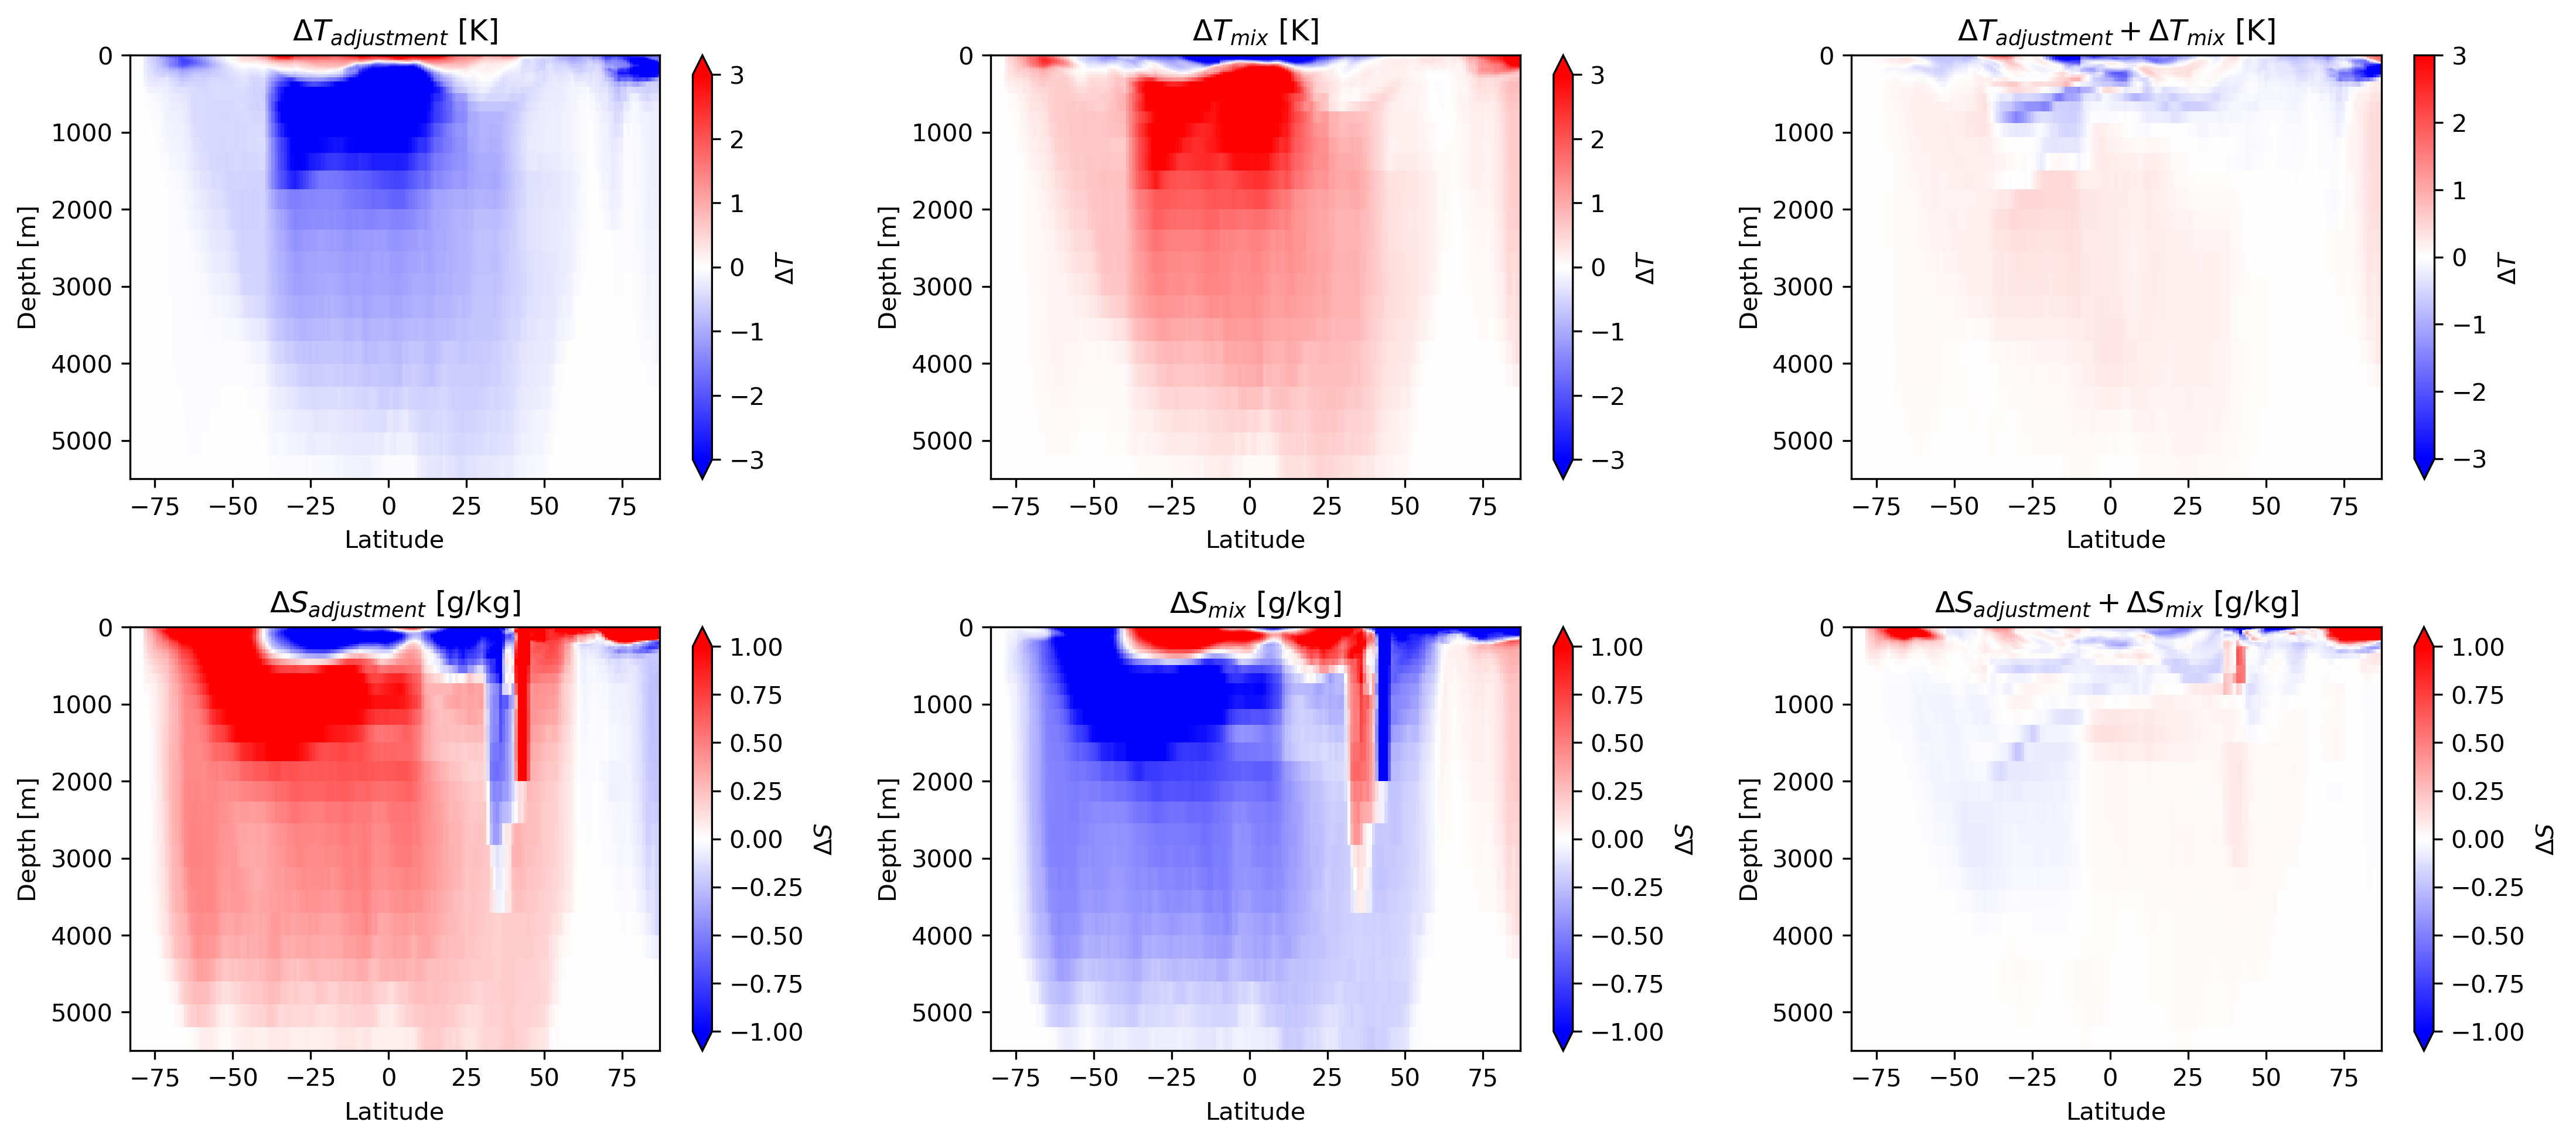 ΔT_adjustment [K]
0
1000
2000
3000
4000
5000
Depth [m]
−75 −50 −25 0 25 50 75
Latitude
3
2
1
0
−1
−2
−3
ΔT
ΔT_mix [K]
0
1000
2000
3000
4000
5000
Depth [m]
−75 −50 −25 0 25 50 75
Latitude
3
2
1
0
−1
−2
−3
ΔT
ΔT_adjustment + ΔT_mix [K]
0
1000
2000
3000
4000
5000
Depth [m]
−75 −50 −25 0 25 50 75
Latitude
3
2
1
0
−1
−2
−3
ΔT
ΔS_adjustment [g/kg]
0
1000
2000
3000
4000
5000
Depth [m]
−75 −50 −25 0 25 50 75
Latitude
1.00
0.75
0.50
0.25
0.00
−0.25
−0.50
−0.75
−1.00
ΔS
ΔS_mix [g/kg]
0
1000
2000
3000
4000
5000
Depth [m]
−75 −50 −25 0 25 50 75
Latitude
1.00
0.75
0.50
0.25
0.00
−0.25
−0.50
−0.75
−1.00
ΔS
ΔS_adjustment + ΔS_mix [g/kg]
0
1000
2000
3000
4000
5000
Depth [m]
−75 −50 −25 0 25 50 75
Latitude
1.00
0.75
0.50
0.25
0.00
−0.25
−0.50
−0.75
−1.00
ΔS